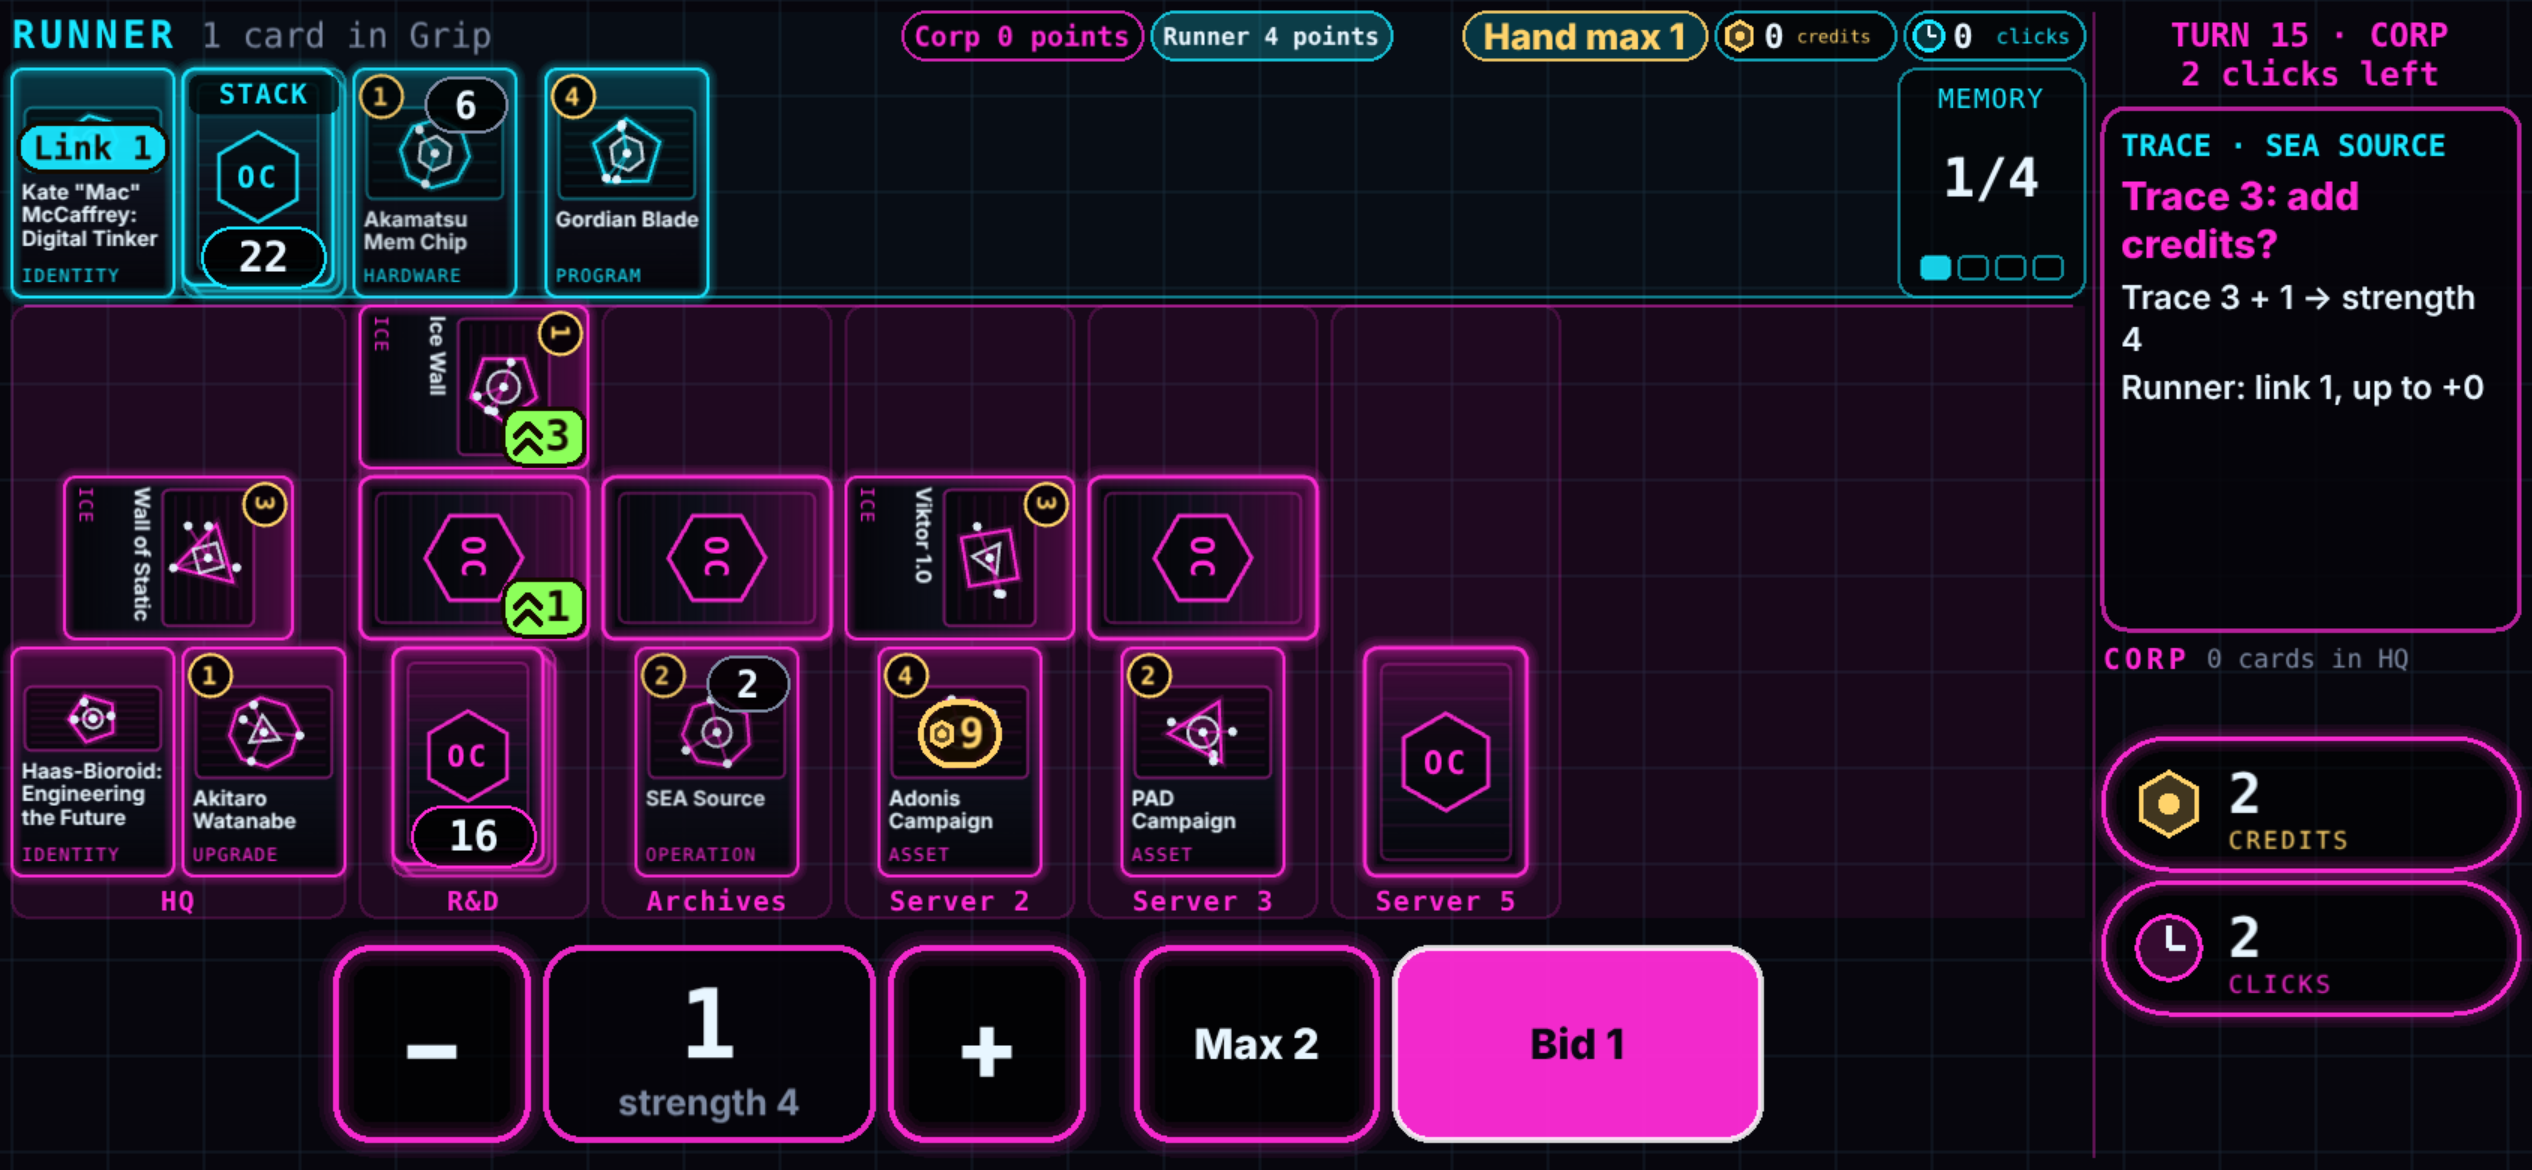 RUNNER 1 card in Grip
Corp 0 points
Runner 4 points
Hand max 1
0 credits
0 clicks
TURN 15 · CORP
2 clicks left
Link 1
Kate "Mac"
McCaffrey:
Digital Tinker
IDENTITY
STACK
OC
22
1
6
Akamatsu
Mem Chip
HARDWARE
4
Gordian Blade
PROGRAM
MEMORY
1/4
TRACE · SEA SOURCE
Trace 3: add
credits?
Trace 3 + 1 → strength
4
Runner: link 1, up to +0
ICE
Ice Wall
1
3
ICE
Wall of Static
3
OC
1
OC
ICE
Viktor 1.0
3
OC
Haas-Bioroid:
Engineering
the Future
IDENTITY
1
Akitaro
Watanabe
UPGRADE
OC
16
2
2
SEA Source
OPERATION
4
9
Adonis
Campaign
ASSET
2
PAD
Campaign
ASSET
OC
HQ
R&D
Archives
Server 2
Server 3
Server 5
CORP 0 cards in HQ
2
CREDITS
2
CLICKS
−
1
strength 4
+
Max 2
Bid 1